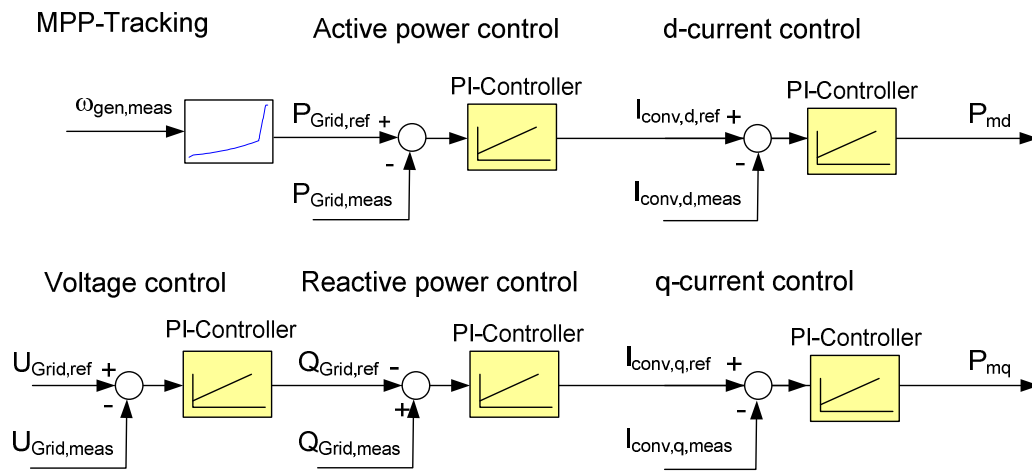 MPP-Tracking Active power control d-current control
PI-Controller PI-Controller
ωgen,meas PGrid,ref + Iconv,d,ref + Pmd
- -
PGrid,meas Iconv,d,meas
Voltage control Reactive power control q-current control
PI-Controller PI-Controller PI-Controller
UGrid,ref + QGrid,ref - Iconv,q,ref + Pmq
- + -
UGrid,meas QGrid,meas Iconv,q,meas